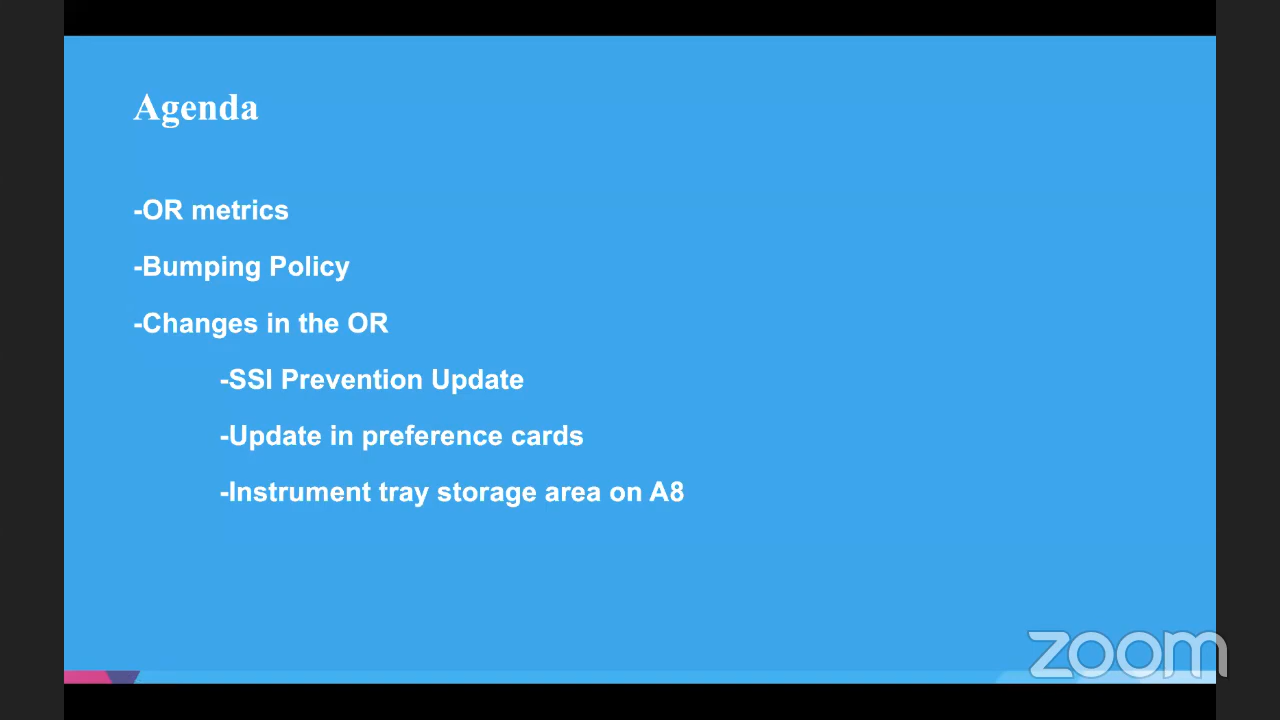 Agenda
-OR metrics
-Bumping Policy
-Changes in the OR
-SSI Prevention Update
-Update in preference cards
-Instrument tray storage area on A8
zoom